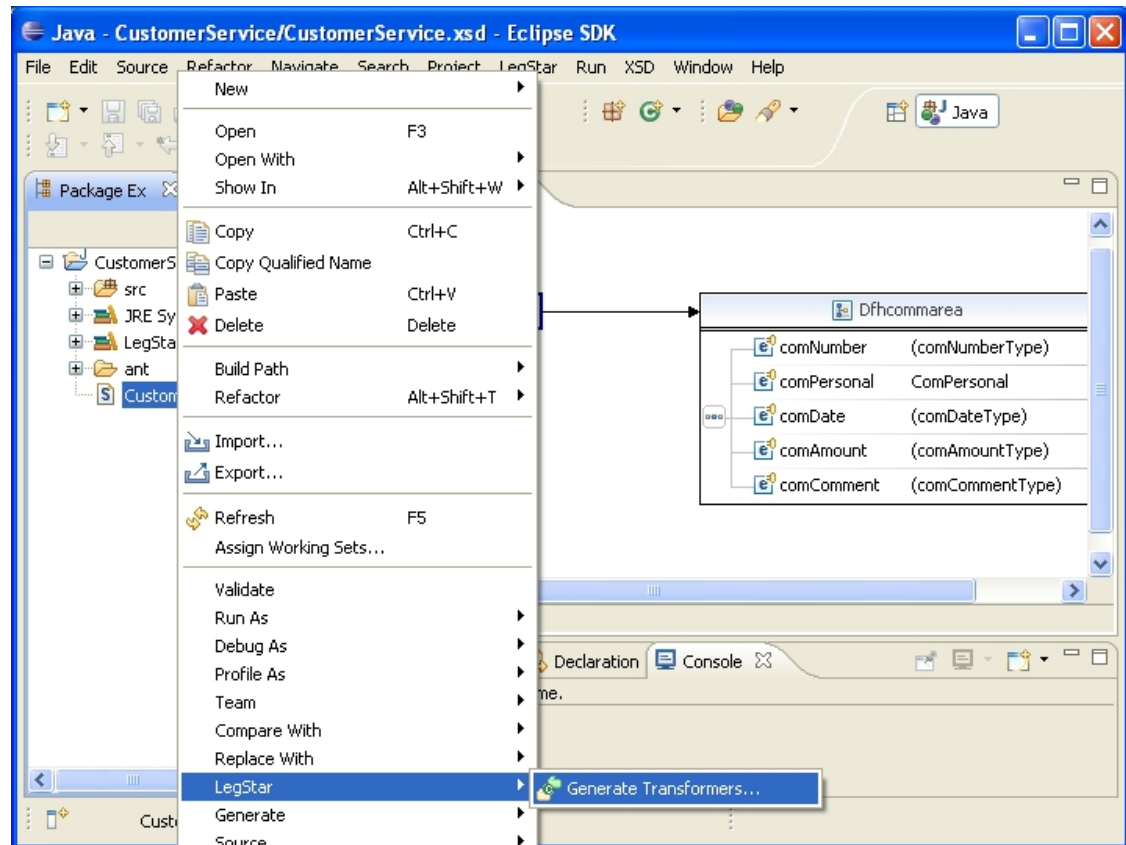 Java - CustomerService/CustomerService.xsd - Eclipse SDK
File Edit Source Refactor Navigate Search Project LegStar Run XSD Window Help
Java
Package Ex
CustomerS
src
JRE Sy
LegSta
ant
Custom
New
Open F3
Open With
Show In Alt+Shift+W
Copy Ctrl+C
Copy Qualified Name
Paste Ctrl+V
Delete Delete
Build Path
Refactor Alt+Shift+T
Import...
Export...
Refresh F5
Assign Working Sets...
Validate
Run As
Debug As
Profile As
Team
Compare With
Replace With
LegStar
Generate
Source
Generate Transformers...
Dfhcommarea
comNumber (comNumberType)
comPersonal ComPersonal
comDate (comDateType)
comAmount (comAmountType)
comComment (comCommentType)
Declaration Console
me.
Custo